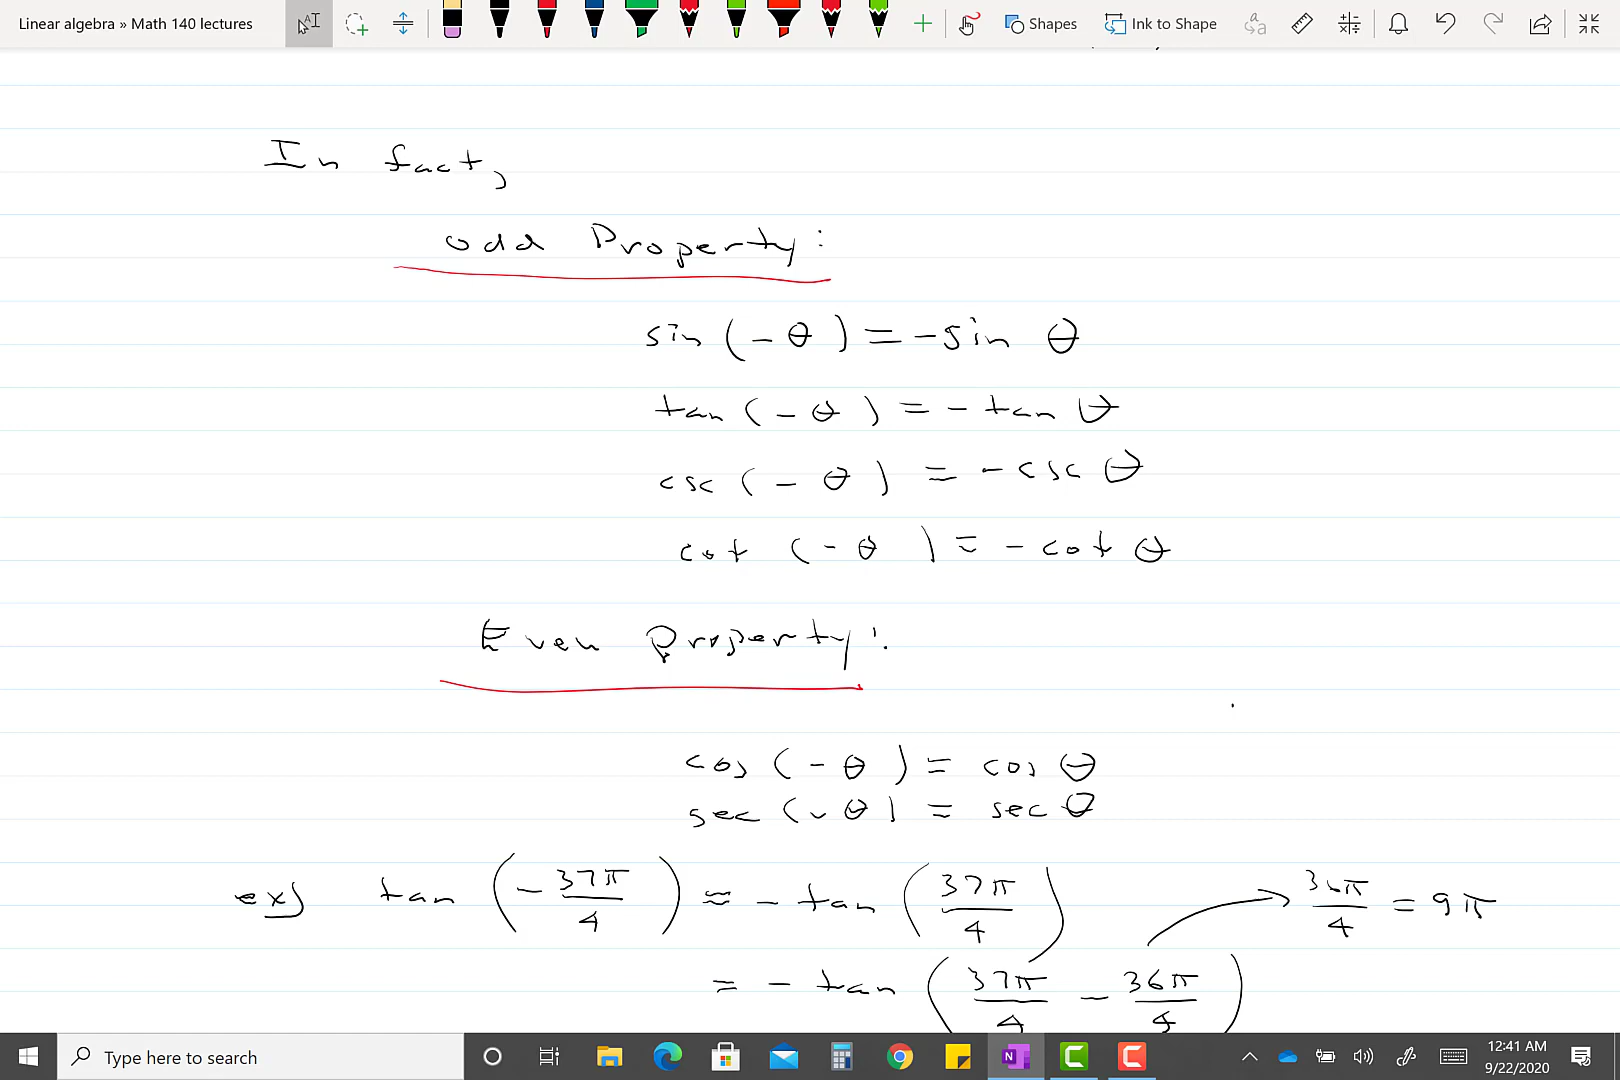 Linear algebra » Math 140 lectures
Shapes
Ink to Shape
In fact,
odd Property:
sin(-θ) = -sin θ
tan(-θ) = -tan θ
csc(-θ) = -csc θ
cot(-θ) = -cot θ
Even Property:
cos(-θ) = cos θ
sec(-θ) = sec θ
ex) tan(-37π/4) = -tan(37π/4) 36π/4 = 9π
= -tan(37π/4 - 36π/4)
Type here to search
12:41 AM
9/22/2020